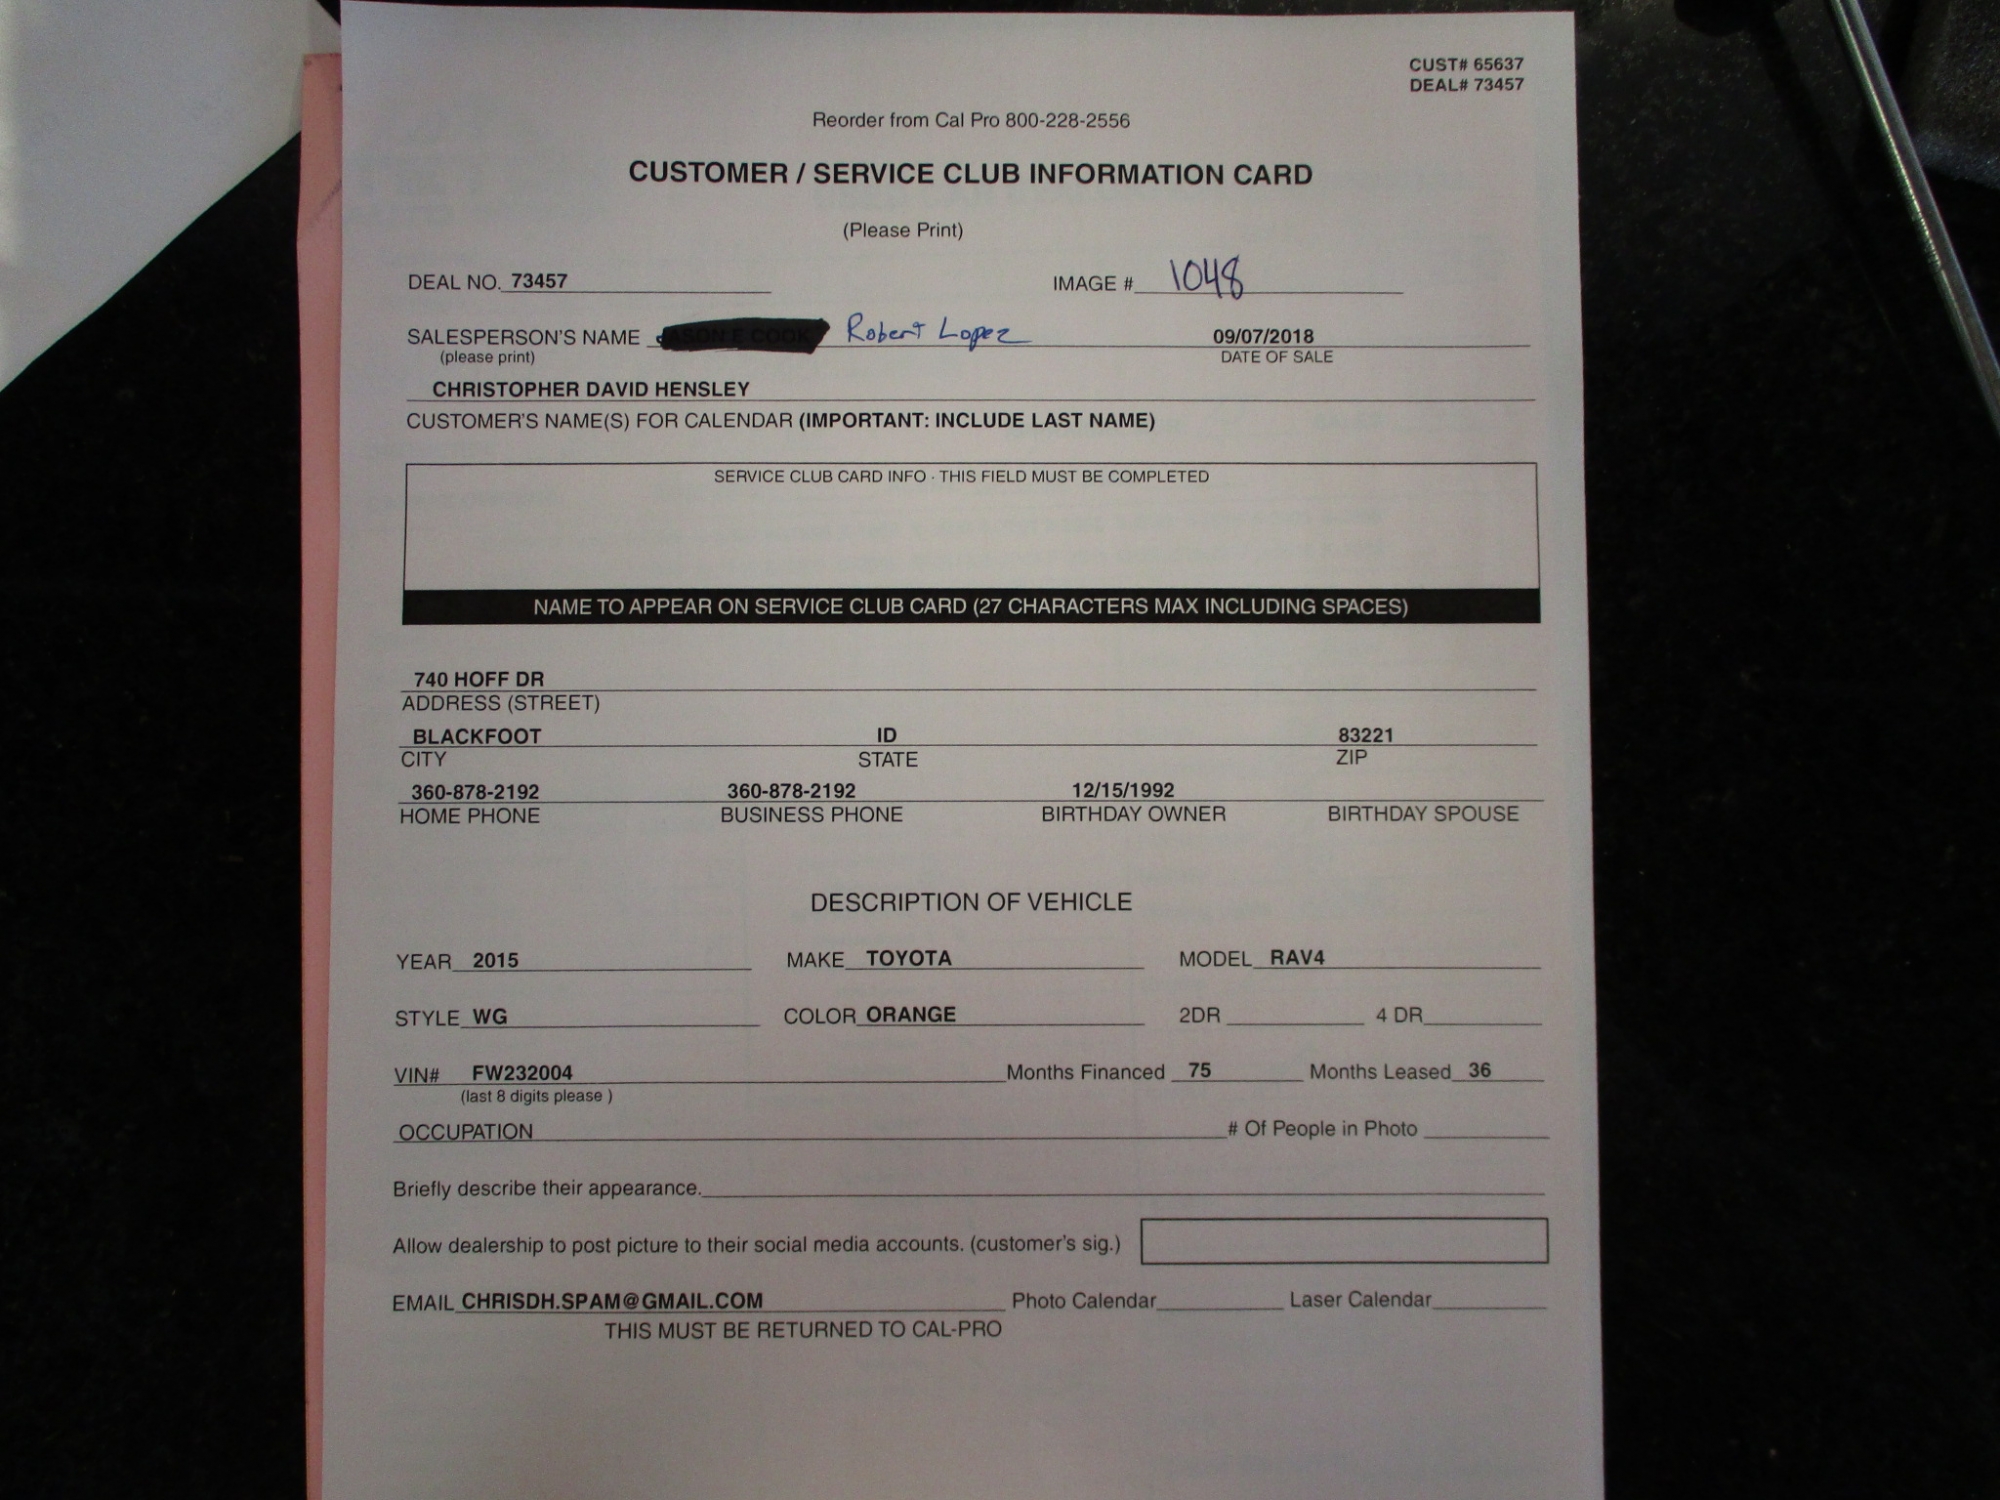 CUST# 65637
DEAL# 73457
Reorder from Cal Pro 800-228-2556
CUSTOMER / SERVICE CLUB INFORMATION CARD
(Please Print)
DEAL NO. 73457 IMAGE # 1048
SALESPERSON'S NAME Robert Lopez 09/07/2018
(please print) DATE OF SALE
CHRISTOPHER DAVID HENSLEY
CUSTOMER'S NAME(S) FOR CALENDAR (IMPORTANT: INCLUDE LAST NAME)
SERVICE CLUB CARD INFO - THIS FIELD MUST BE COMPLETED
NAME TO APPEAR ON SERVICE CLUB CARD (27 CHARACTERS MAX INCLUDING SPACES)
740 HOFF DR
ADDRESS (STREET)
BLACKFOOT ID 83221
CITY STATE ZIP
360-878-2192 360-878-2192 12/15/1992
HOME PHONE BUSINESS PHONE BIRTHDAY OWNER BIRTHDAY SPOUSE
DESCRIPTION OF VEHICLE
YEAR 2015 MAKE TOYOTA MODEL RAV4
STYLE WG COLOR ORANGE 2DR 4 DR
VIN# FW232004 Months Financed 75 Months Leased 36
(last 8 digits please )
OCCUPATION # Of People in Photo
Briefly describe their appearance.
Allow dealership to post picture to their social media accounts. (customer's sig.)
EMAIL CHRISDH.SPAM@GMAIL.COM Photo Calendar Laser Calendar
THIS MUST BE RETURNED TO CAL-PRO